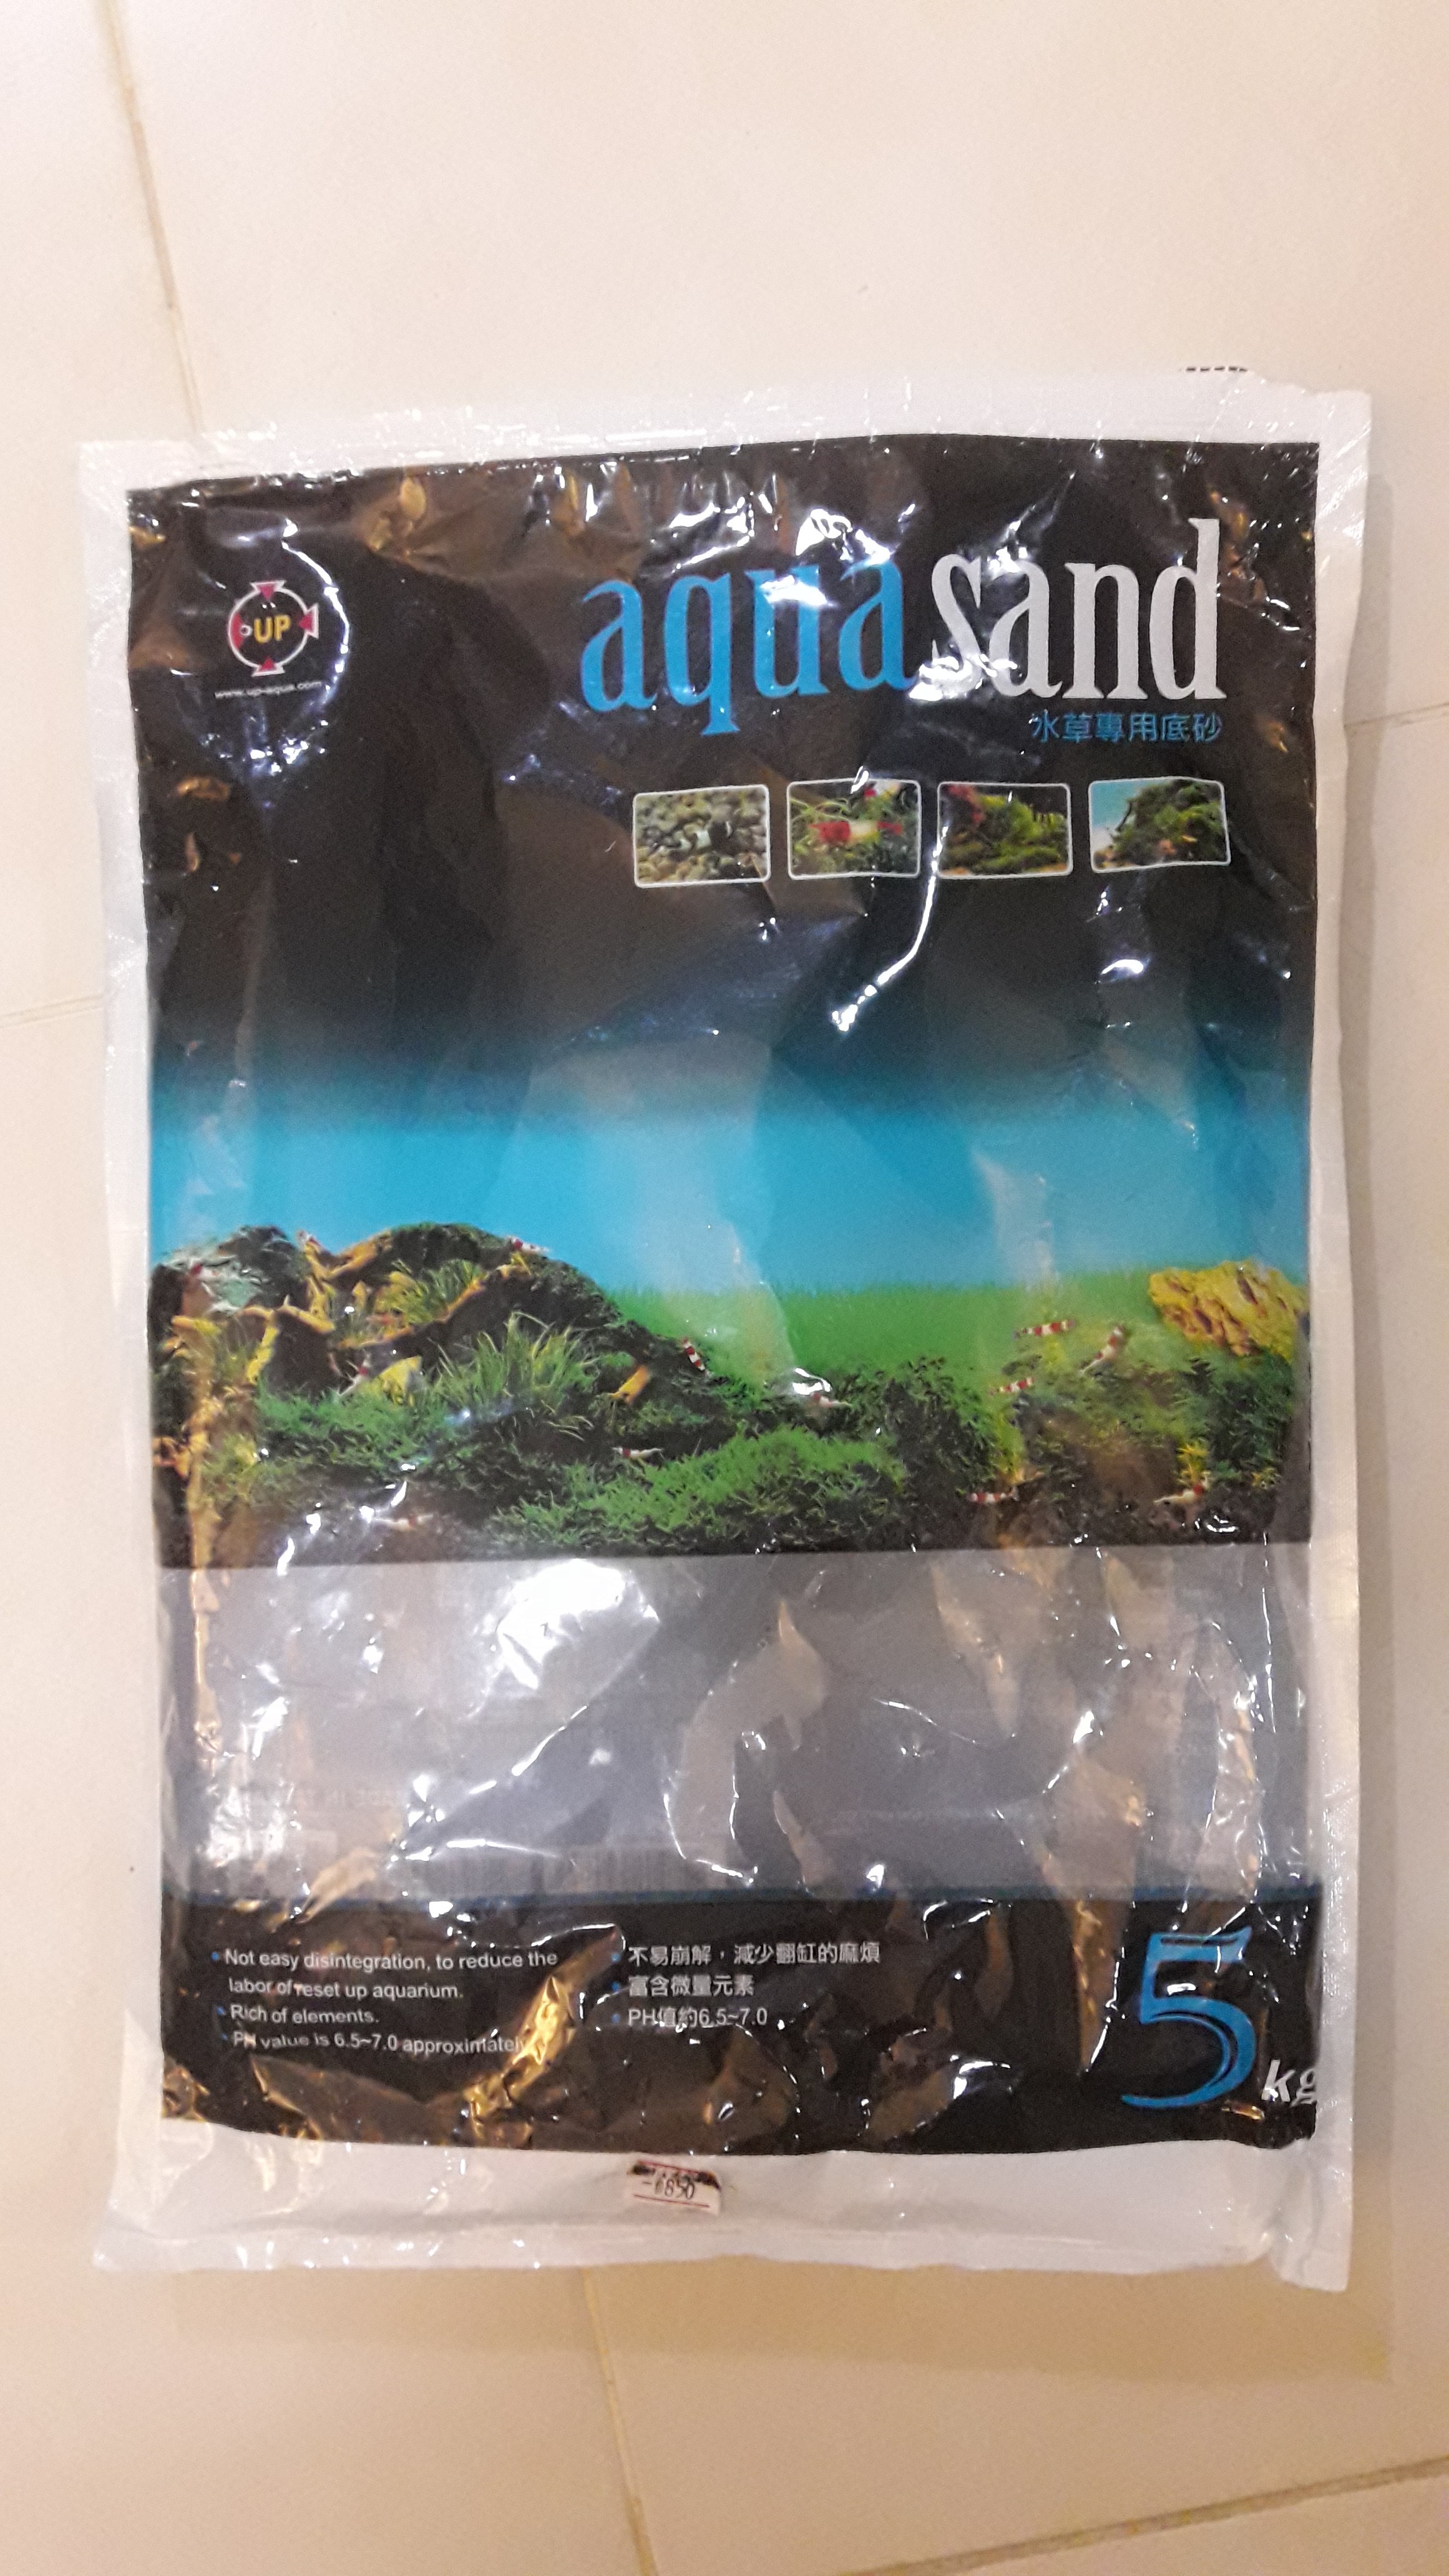 UP
www.up-aqua.com
aquasand
水草專用底砂
• Not easy disintegration, to reduce the
labor of reset up aquarium.
• Rich of elements.
• PH value is 6.5~7.0 approximately
• 不易崩解，減少翻缸的麻煩
• 富含微量元素
• PH值約6.5~7.0
5kg